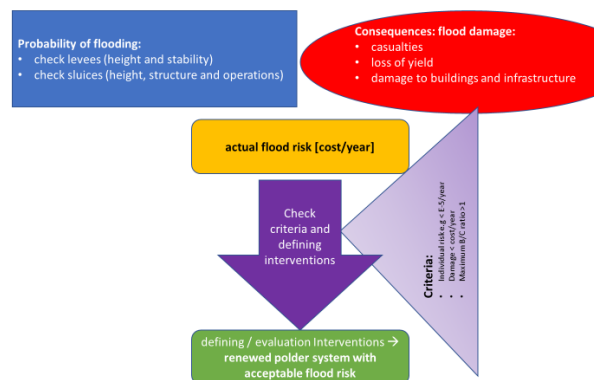 Probability of flooding:
• check levees (height and stability)
• check sluices (height, structure and operations)
Consequences: flood damage:
• casualties
• loss of yield
• damage to buildings and infrastructure
actual flood risk [cost/year]
Check
criteria and
defining
interventions
Criteria:
• Individual risk e.g < E-5/year
• Damage < cost/year
• Maximum B/C ratio >1
defining / evaluation Interventions →
renewed polder system with
acceptable flood risk